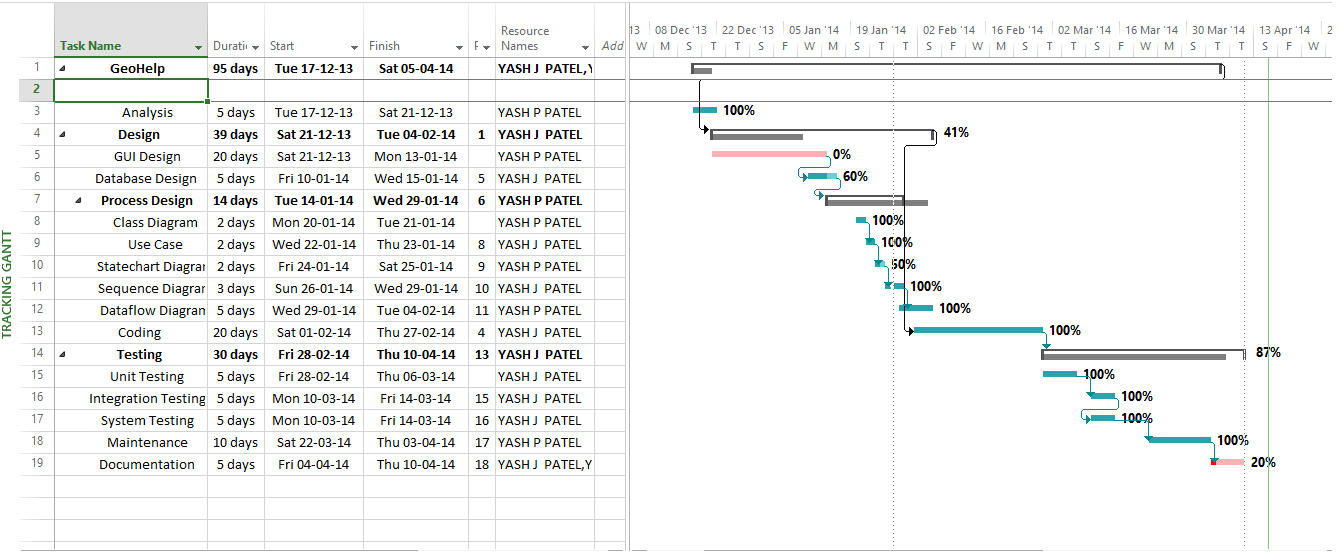 TRACKING GANTT
Task Name Duratic Start Finish F Resource Names Add
13 08 Dec '13 22 Dec '13 05 Jan '14 19 Jan '14 02 Feb '14 16 Feb '14 02 Mar '14 16 Mar '14 30 Mar '14 13 Apr '14 2
W M S T T S F S W M F W S M T S T T S F S W M F W
1 GeoHelp 95 days Tue 17-12-13 Sat 05-04-14 YASH J PATEL,Y
2
3 Analysis 5 days Tue 17-12-13 Sat 21-12-13 YASH P PATEL 100%
4 Design 39 days Sat 21-12-13 Tue 04-02-14 1 YASH J PATEL 41%
5 GUI Design 20 days Sat 21-12-13 Mon 13-01-14 YASH P PATEL 0%
6 Database Design 5 days Fri 10-01-14 Wed 15-01-14 5 YASH J PATEL 60%
7 Process Design 14 days Tue 14-01-14 Wed 29-01-14 6 YASH P PATEL
8 Class Diagram 2 days Mon 20-01-14 Tue 21-01-14 YASH P PATEL 100%
9 Use Case 2 days Wed 22-01-14 Thu 23-01-14 8 YASH J PATEL 100%
10 Statechart Diagrar 2 days Fri 24-01-14 Sat 25-01-14 9 YASH P PATEL 50%
11 Sequence Diagrar 3 days Sun 26-01-14 Wed 29-01-14 10 YASH J PATEL 100%
12 Dataflow Diagran 5 days Wed 29-01-14 Tue 04-02-14 11 YASH P PATEL 100%
13 Coding 20 days Sat 01-02-14 Thu 27-02-14 4 YASH J PATEL 100%
14 Testing 30 days Fri 28-02-14 Thu 10-04-14 13 YASH J PATEL 87%
15 Unit Testing 5 days Fri 28-02-14 Thu 06-03-14 YASH J PATEL 100%
16 Integration Testing 5 days Mon 10-03-14 Fri 14-03-14 15 YASH J PATEL 100%
17 System Testing 5 days Mon 10-03-14 Fri 14-03-14 16 YASH J PATEL 100%
18 Maintenance 10 days Sat 22-03-14 Thu 03-04-14 17 YASH P PATEL 100%
19 Documentation 5 days Fri 04-04-14 Thu 10-04-14 18 YASH J PATEL,Y 20%